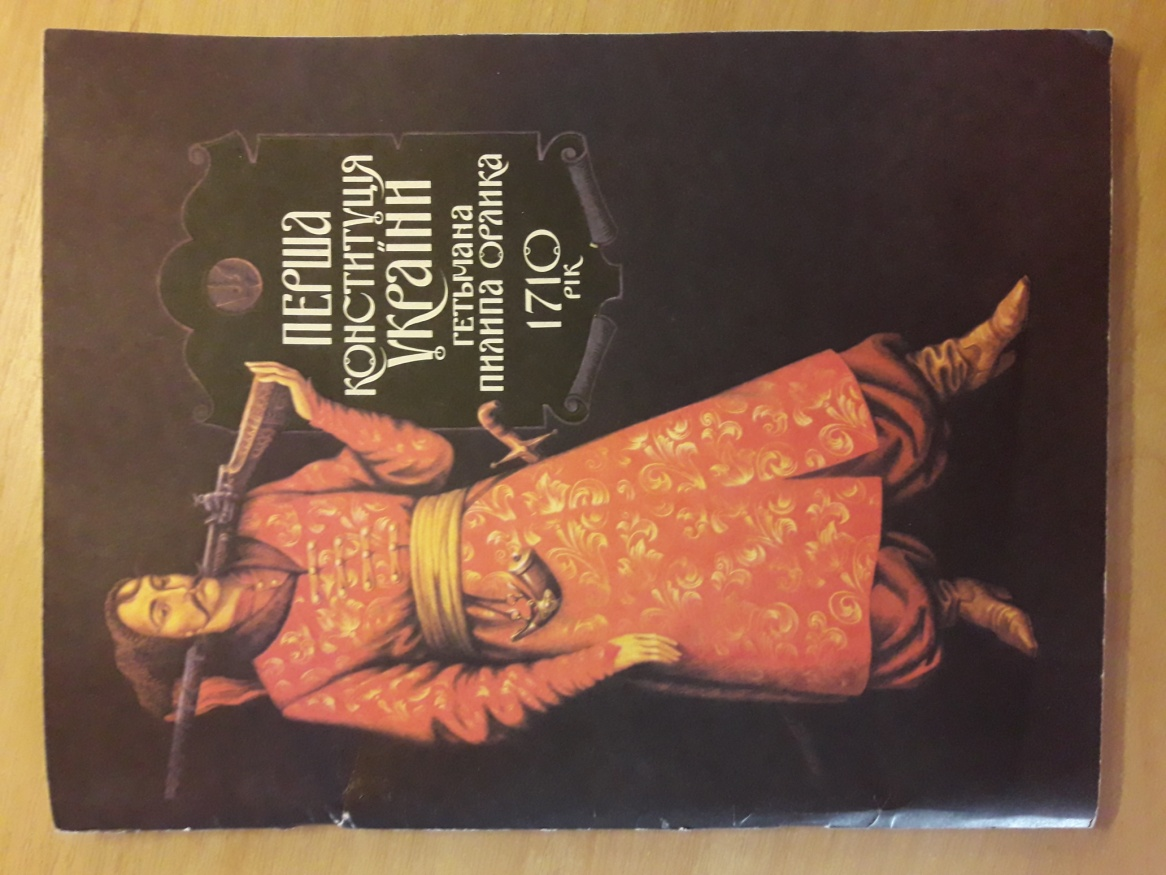 ПЕРША
КОНСТИТУЦІЯ
УКРАЇНИ
ГЕТЬМАНА
ПИЛИПА ОРЛИКА
1710
РІК